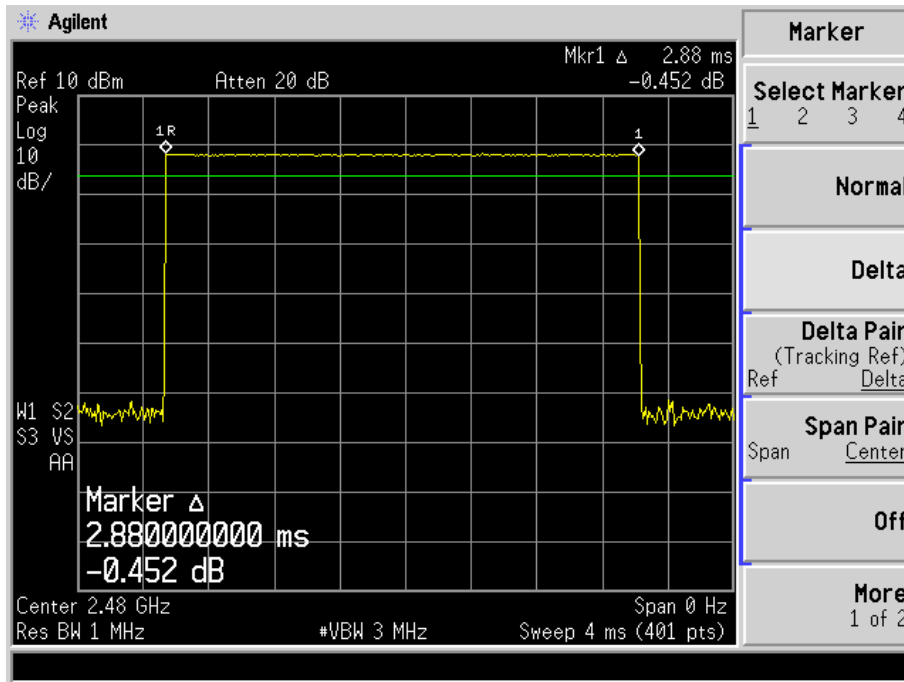 Agilent
Marker
Mkr1 Δ 2.88 ms
Ref 10 dBm Atten 20 dB -0.452 dB
Peak
Log
10
dB/
1R
1
W1 S2
S3 VS
AA
Marker Δ
2.880000000 ms
-0.452 dB
Center 2.48 GHz Span 0 Hz
Res BW 1 MHz #VBW 3 MHz Sweep 4 ms (401 pts)
Select Marker
1 2 3 4
Normal
Delta
Delta Pair
(Tracking Ref)
Ref Delta
Span Pair
Span Center
Off
More
1 of 2